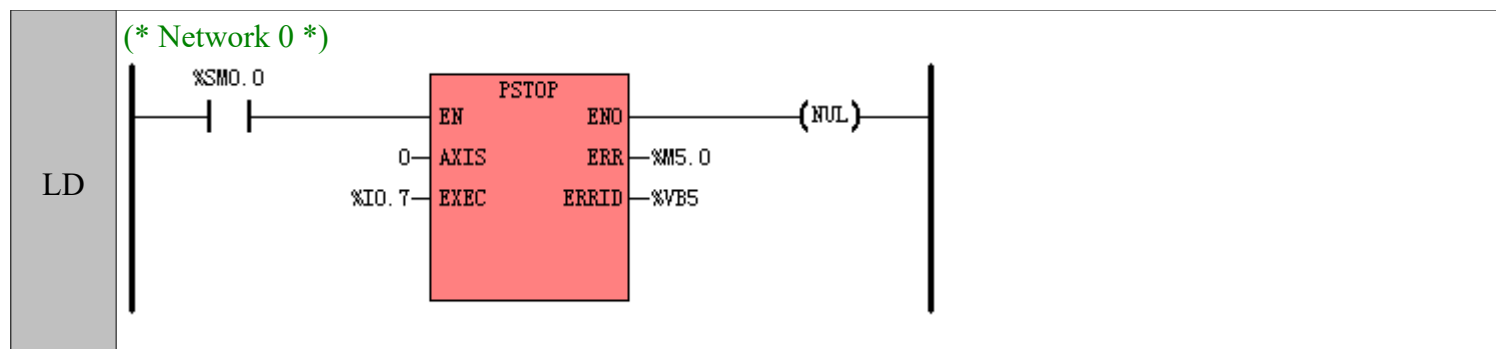 (* Network 0 *)
%SM0.0
PSTOP
EN ENO
(NUL)
0 AXIS ERR %M5.0
%I0.7 EXEC ERRID %VB5
LD